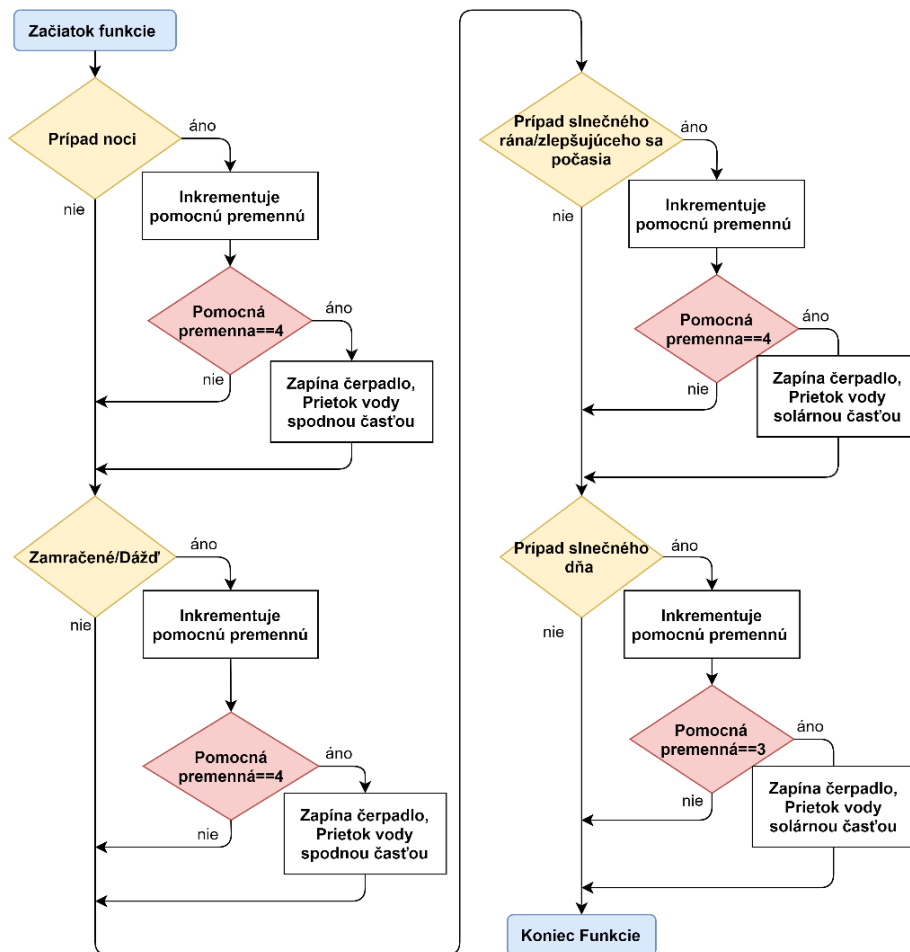 Začiatok funkcie
Prípad noci
áno
nie
Inkrementuje
pomocnú premennú
Pomocná
premenna==4
áno
nie
Zapína čerpadlo,
Prietok vody
spodnou časťou
Zamračené/Dážď
áno
nie
Inkrementuje
pomocnú premennú
Pomocná
premenná==4
áno
nie
Zapína čerpadlo,
Prietok vody
spodnou časťou
Prípad slnečného
rána/zlepšujúceho sa
počasia
áno
nie
Inkrementuje
pomocnú premennú
Pomocná
premenna==4
áno
nie
Zapína čerpadlo,
Prietok vody
solárnou časťou
Prípad slnečného
dňa
áno
nie
Inkrementuje
pomocnú premennú
Pomocná
premenná==3
áno
nie
Zapína čerpadlo,
Prietok vody
solárnou časťou
Koniec Funkcie